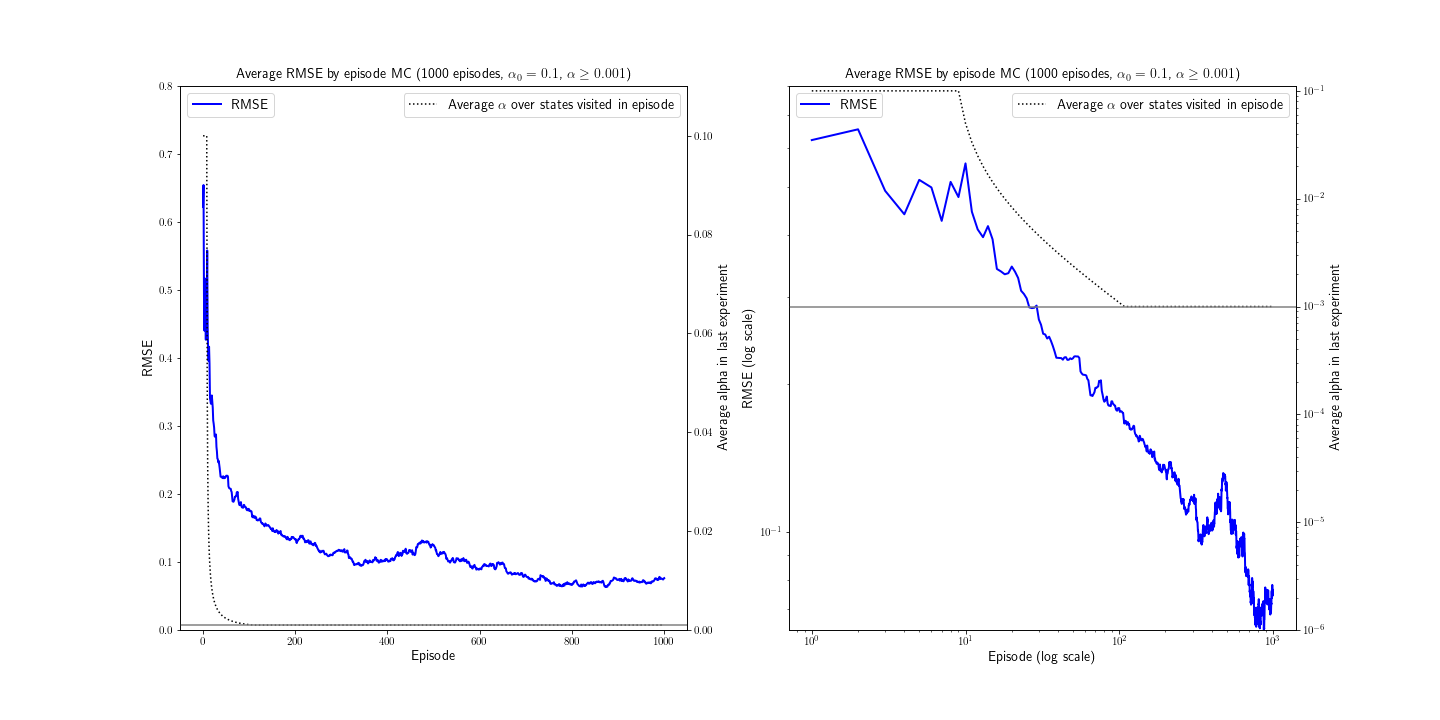 Average RMSE by episode MC (1000 episodes, α₀ = 0.1, α ≥ 0.001)
RMSE
Average α over states visited in episode
0.8
0.7
0.6
0.5
0.4
0.3
0.2
0.1
0.0
RMSE
0.10
0.08
0.06
0.04
0.02
0.00
Average alpha in last experiment
0
200
400
600
800
1000
Episode
Average RMSE by episode MC (1000 episodes, α₀ = 0.1, α ≥ 0.001)
RMSE
Average α over states visited in episode
10⁻¹
RMSE (log scale)
10⁻¹
10⁻²
10⁻³
10⁻⁴
10⁻⁵
10⁻⁶
Average alpha in last experiment
10⁰
10¹
10²
10³
Episode (log scale)